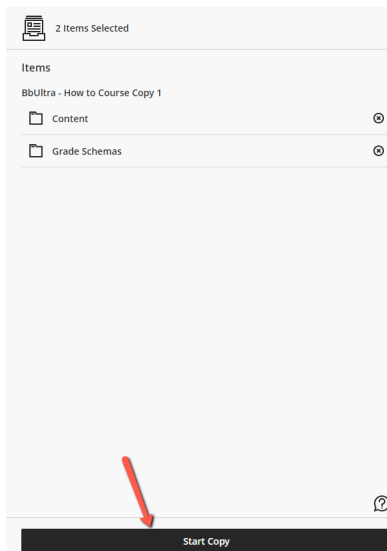 2 Items Selected
Items
BbUltra - How to Course Copy 1
Content
Grade Schemas
Start Copy